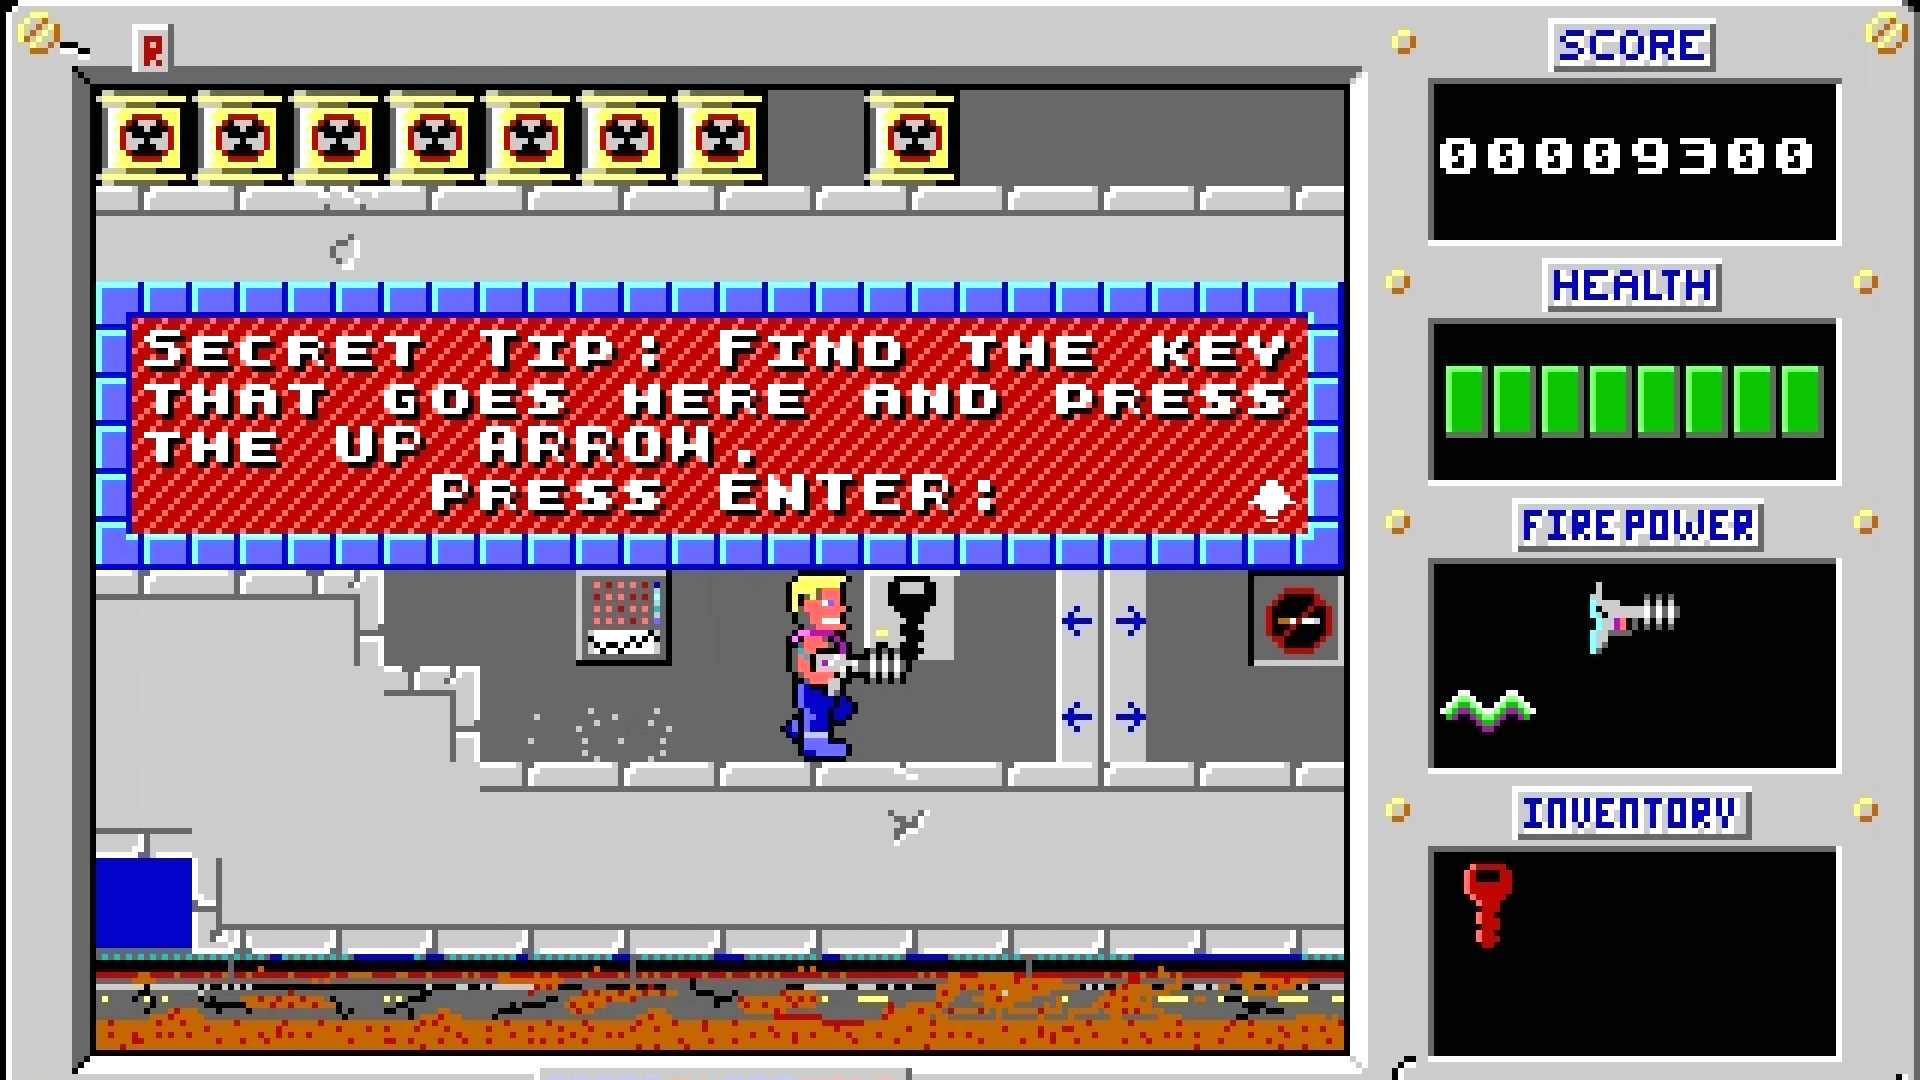 R
SCORE
00009300
HEALTH
SECRET TIP: FIND THE KEY
THAT GOES HERE AND PRESS
THE UP ARROW.
PRESS ENTER:
FIREPOWER
INVENTORY